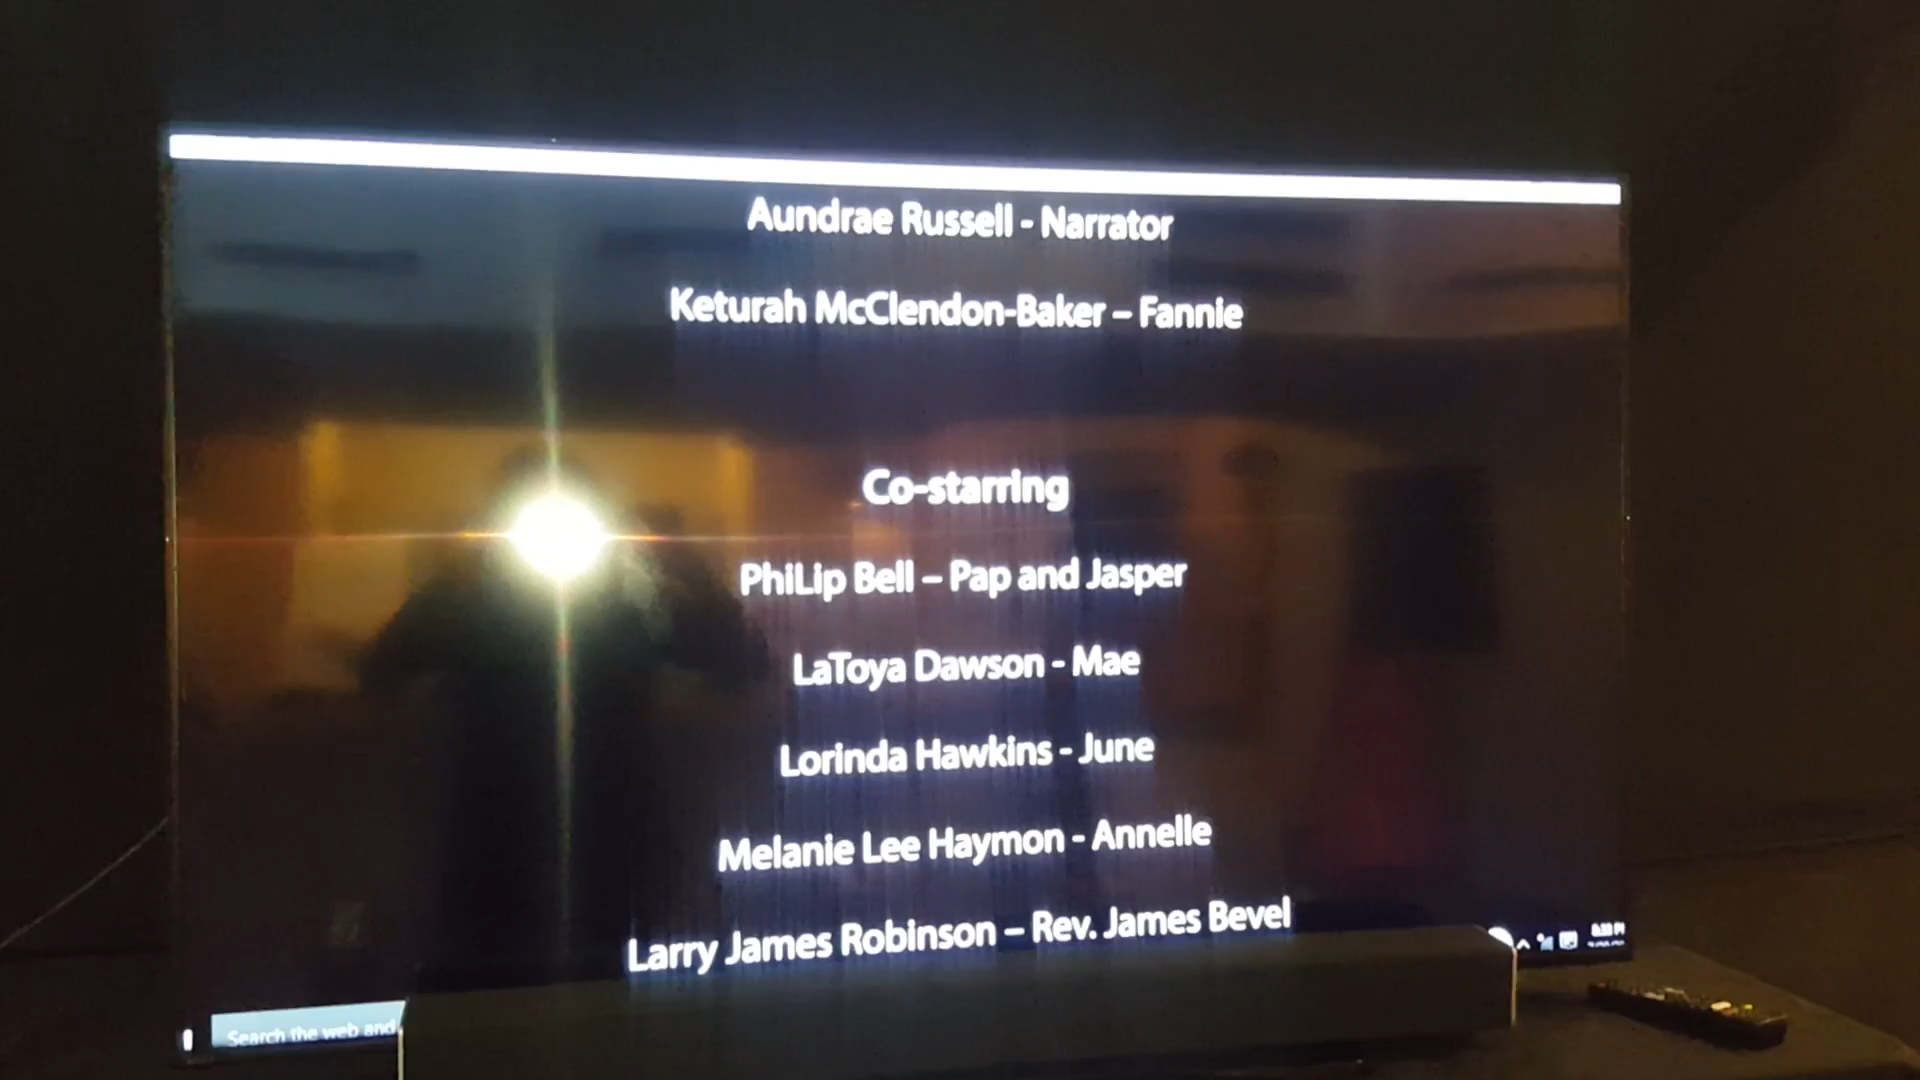 Aundrae Russell - Narrator
Keturah McClendon-Baker – Fannie
Co-starring
PhiLip Bell – Pap and Jasper
LaToya Dawson - Mae
Lorinda Hawkins - June
Melanie Lee Haymon - Annelle
Larry James Robinson – Rev. James Bevel
Search the web and